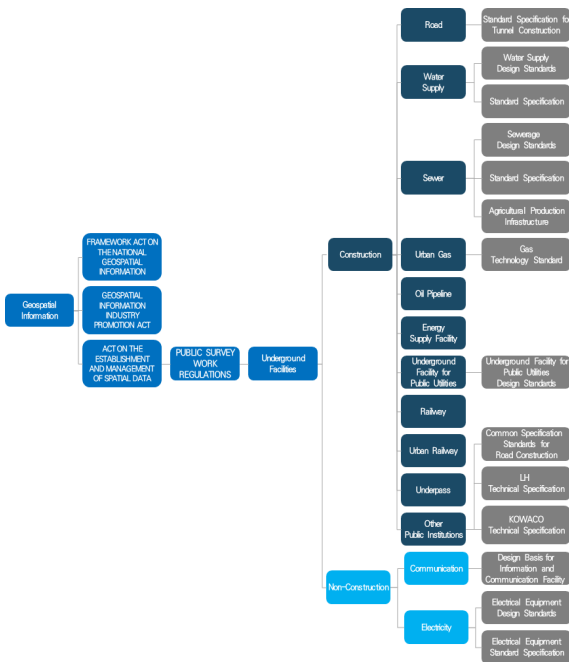 Geospatial
Information
FRAMEWORK ACT ON
THE NATIONAL
GEOSPATIAL
INFORMATION
GEOSPATIAL
INFORMATION
INDUSTRY
PROMOTION ACT
ACT ON THE
ESTABLISHMENT
AND MANAGEMENT
OF SPATIAL DATA
PUBLIC SURVEY
WORK
REGULATIONS
Underground
Facilities
Construction
Road
Standard Specification fo
Tunnel Construction
Water
Supply
Water Supply
Design Standards
Standard Specification
Sewer
Sewerage
Design Standards
Standard Specification
Agricultural Production
Infrastructure
Urban Gas
Gas
Technology Standard
Oil Pipeline
Energy
Supply Facility
Underground
Facility for
Public Utilities
Underground Facility for
Public Utilities
Design Standards
Railway
Urban Railway
Underpass
Other
Public Institutions
Common Specification
Standards for
Road Construction
LH
Technical Specification
KOWACO
Technical Specification
Non-Construction
Communication
Design Basis for
Information and
Communication Facility
Electricity
Electrical Equipment
Design Standards
Electrical Equipment
Standard Specification